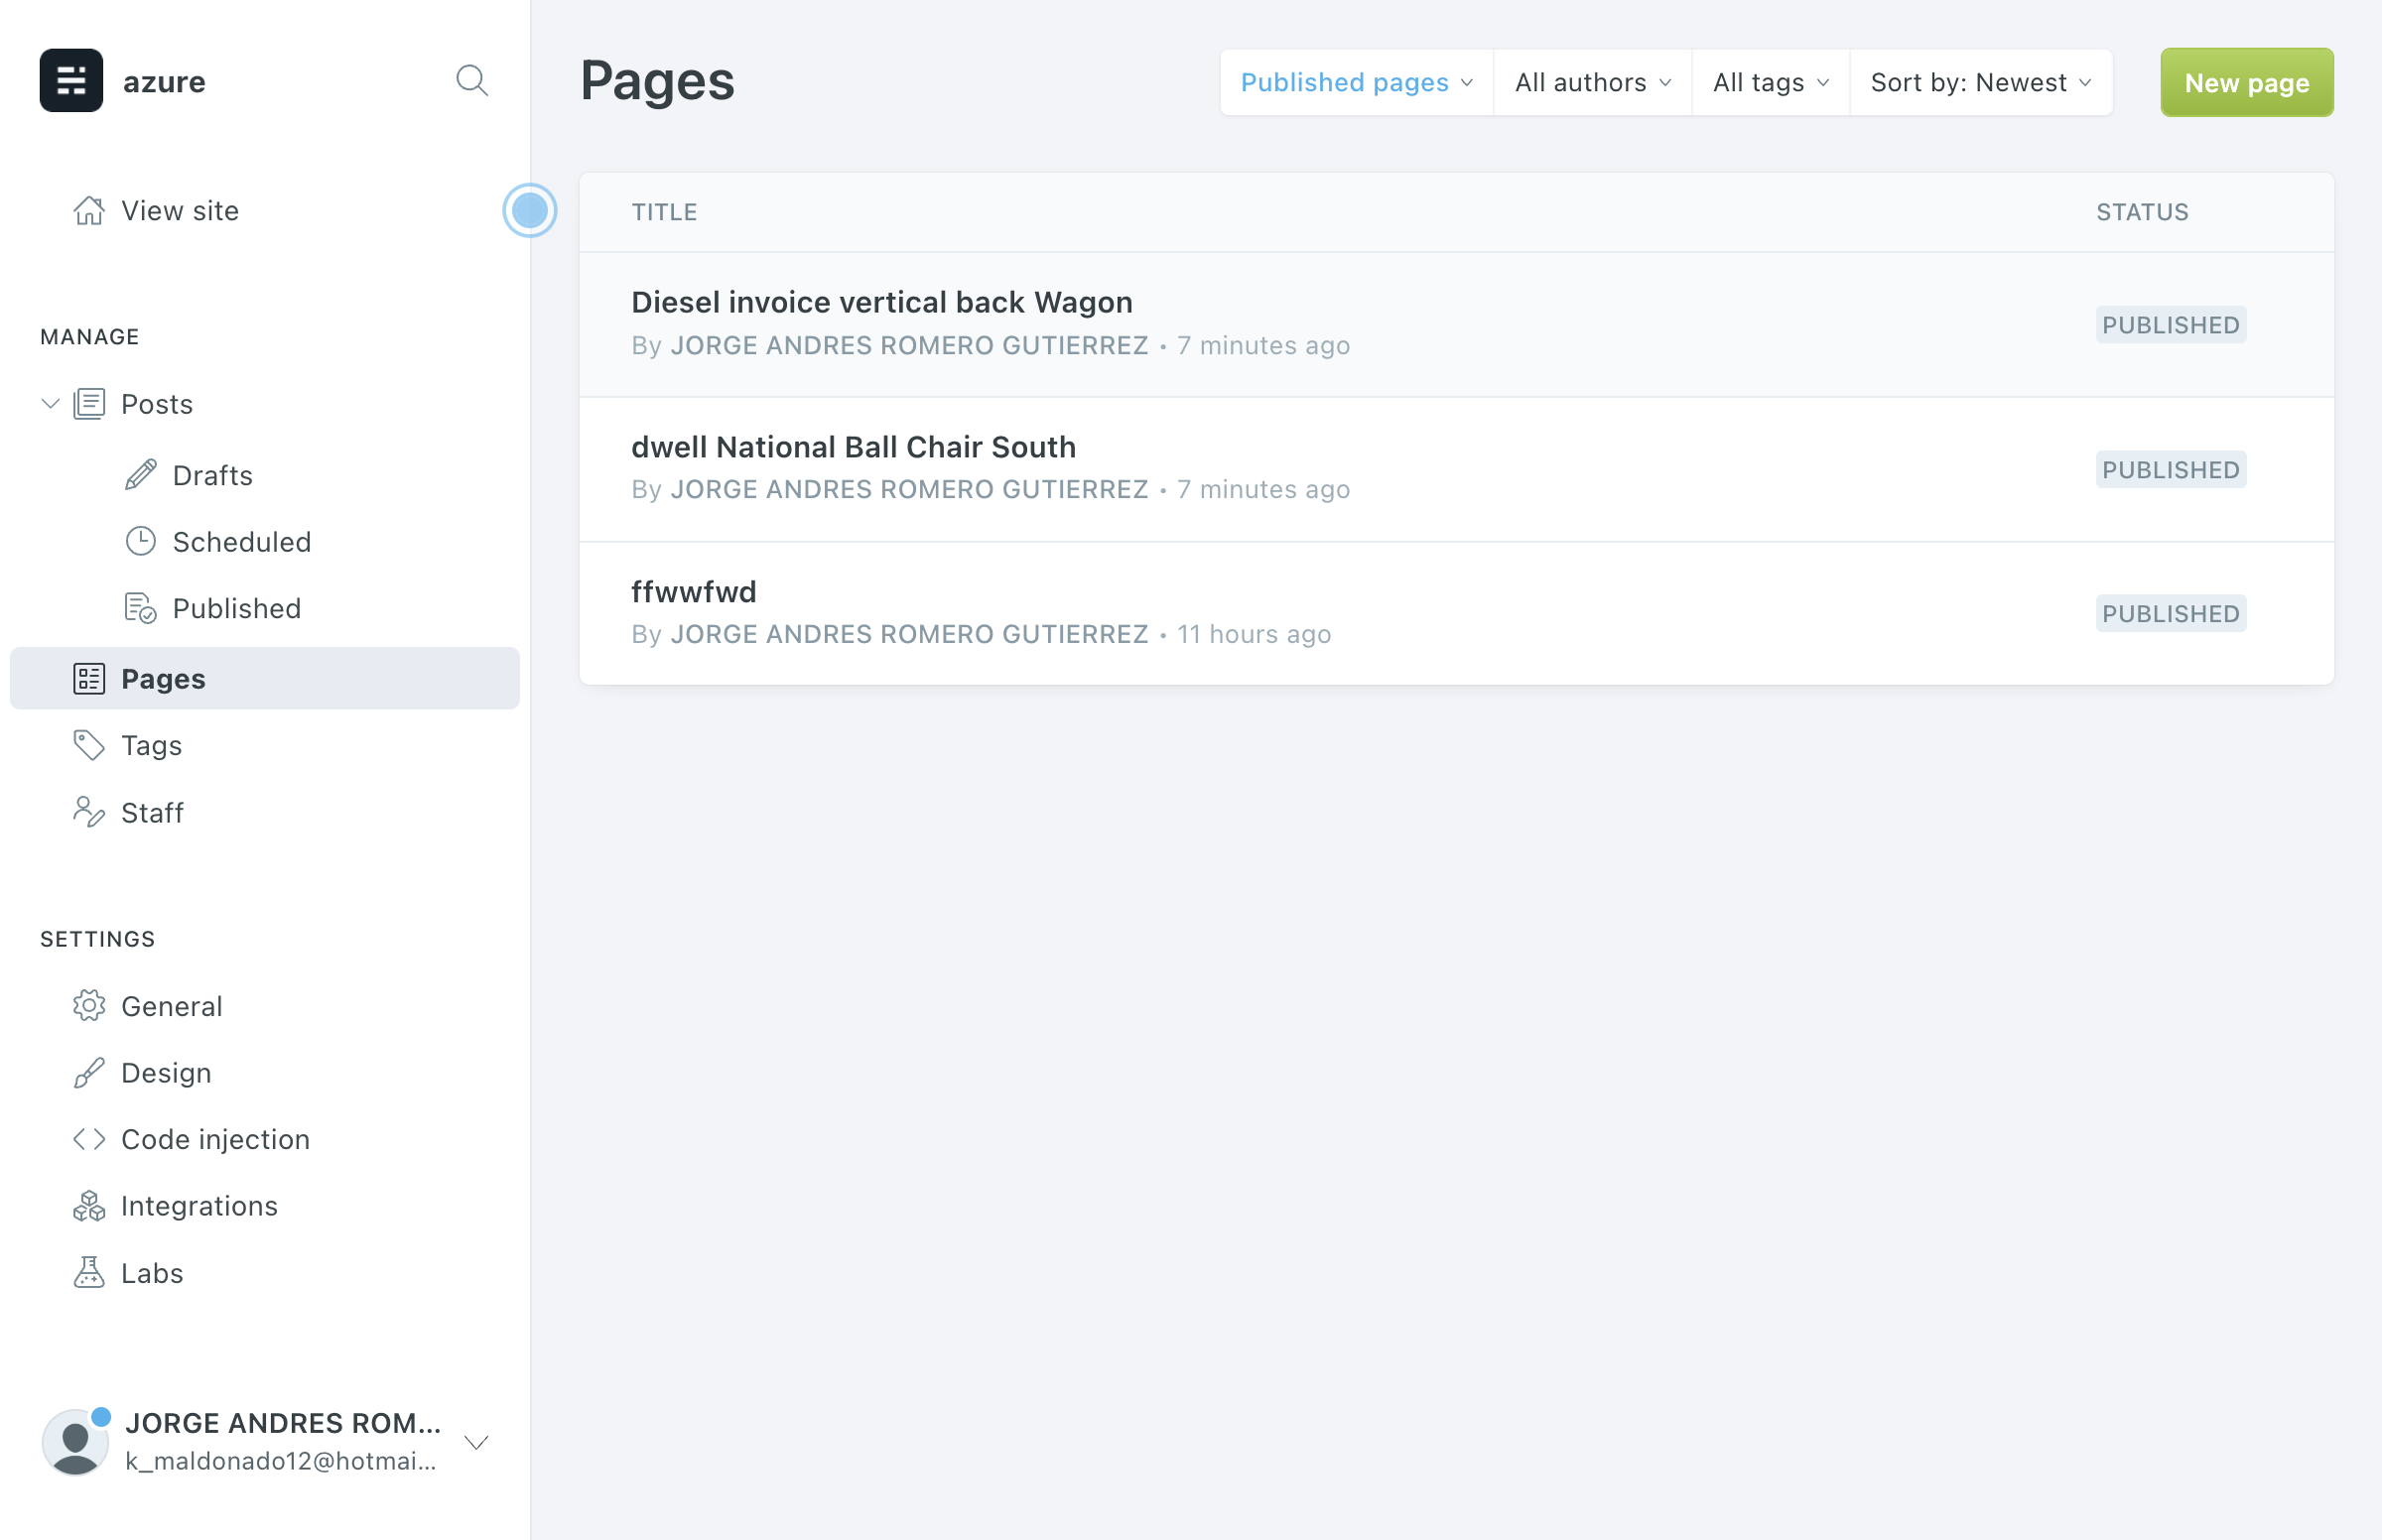 azure
View site
MANAGE
Posts
Drafts
Scheduled
Published
Pages
Tags
Staff
SETTINGS
General
Design
Code injection
Integrations
Labs
JORGE ANDRES ROM...
k_maldonado12@hotmai...
Pages
Published pages All authors All tags Sort by: Newest New page
TITLE STATUS
Diesel invoice vertical back Wagon
By JORGE ANDRES ROMERO GUTIERREZ • 7 minutes ago
PUBLISHED
dwell National Ball Chair South
By JORGE ANDRES ROMERO GUTIERREZ • 7 minutes ago
PUBLISHED
ffwwfwd
By JORGE ANDRES ROMERO GUTIERREZ • 11 hours ago
PUBLISHED